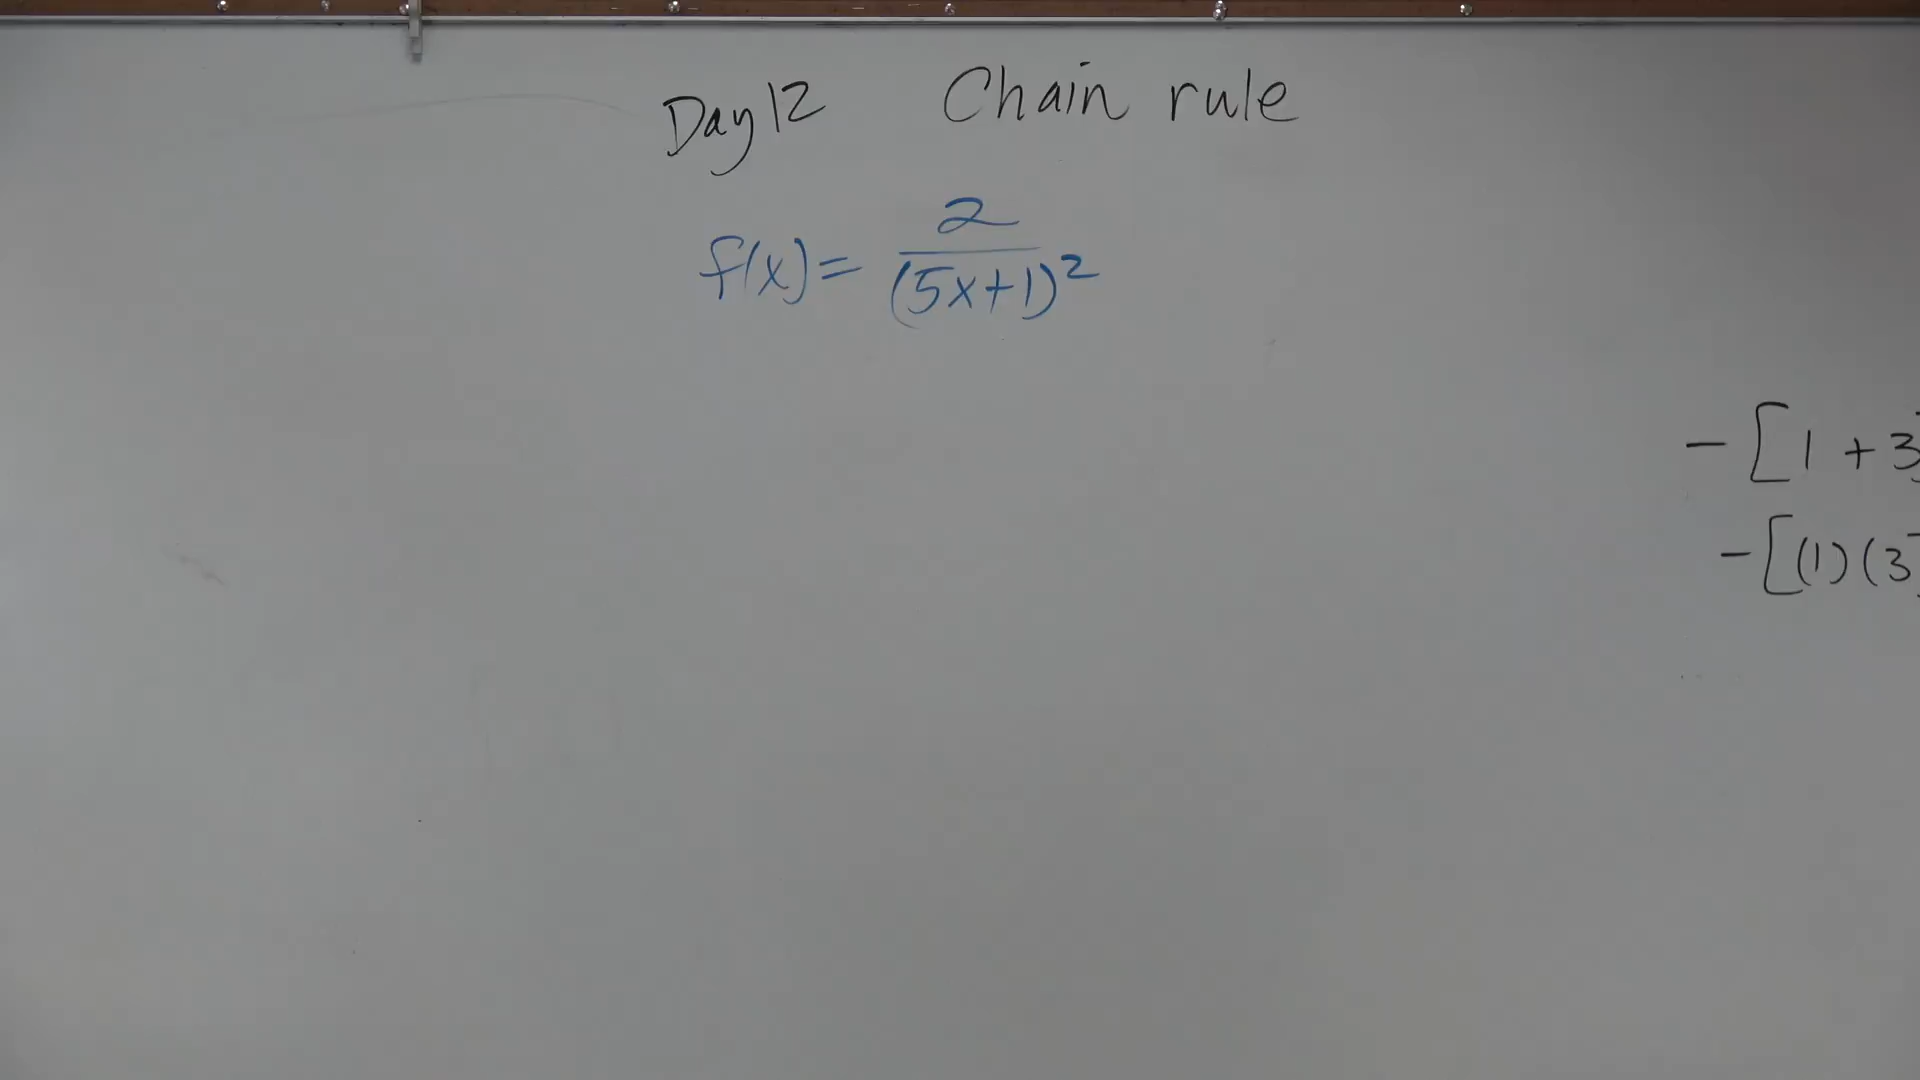 Day 12 Chain rule
f(x) = 2/(5x+1)²
- [1 + 3]
- [(1)(3